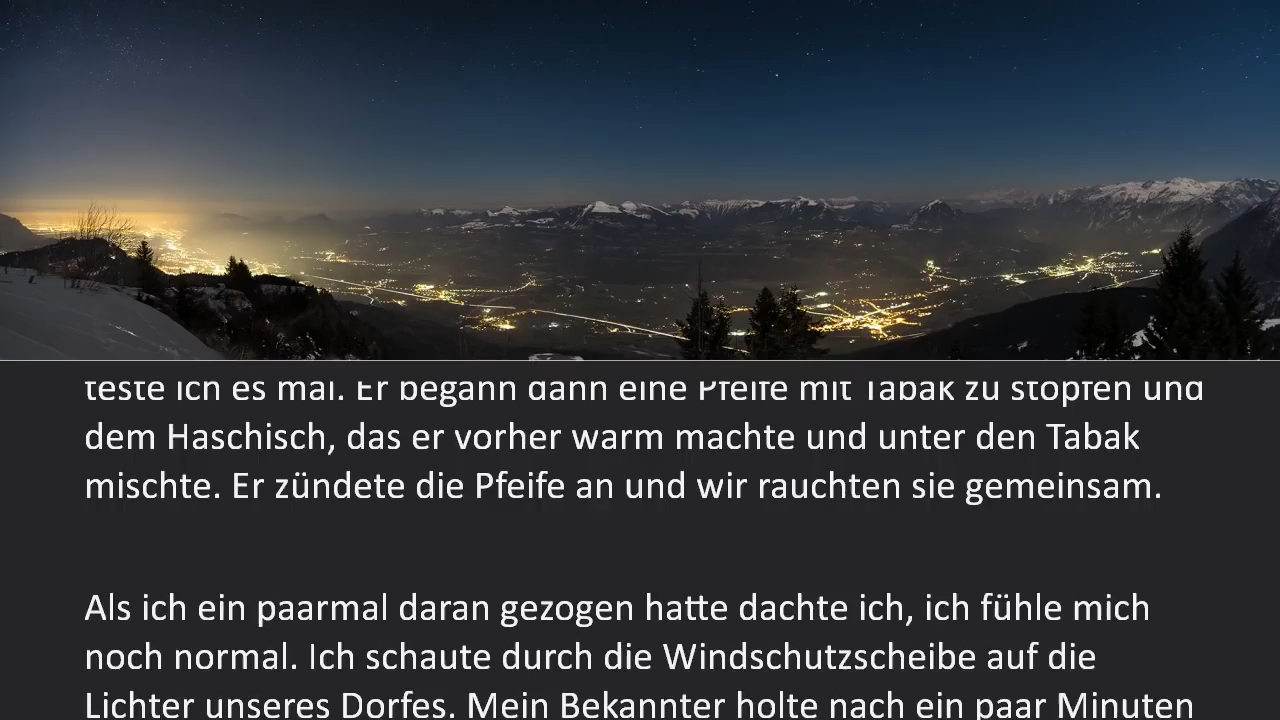 teste ich es mal. Er begann dann eine Pfeife mit Tabak zu stopfen und
dem Haschisch, das er vorher warm machte und unter den Tabak
mischte. Er zündete die Pfeife an und wir rauchten sie gemeinsam.
Als ich ein paarmal daran gezogen hatte dachte ich, ich fühle mich
noch normal. Ich schaute durch die Windschutzscheibe auf die
Lichter unseres Dorfes. Mein Bekannter holte nach ein paar Minuten